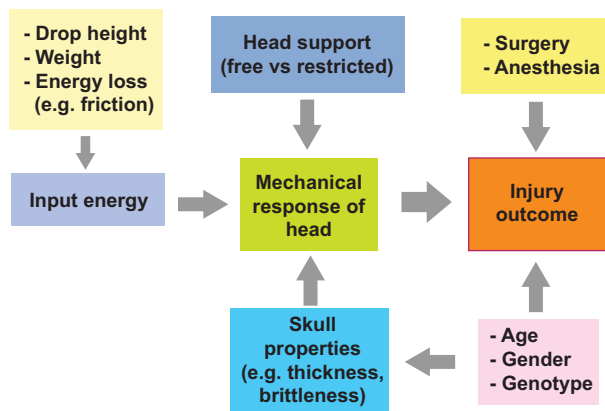 - Drop height
- Weight
- Energy loss
(e.g. friction)
Head support
(free vs restricted)
- Surgery
- Anesthesia
Input energy
Mechanical
response of
head
Injury
outcome
Skull
properties
(e.g. thickness,
brittleness)
- Age
- Gender
- Genotype